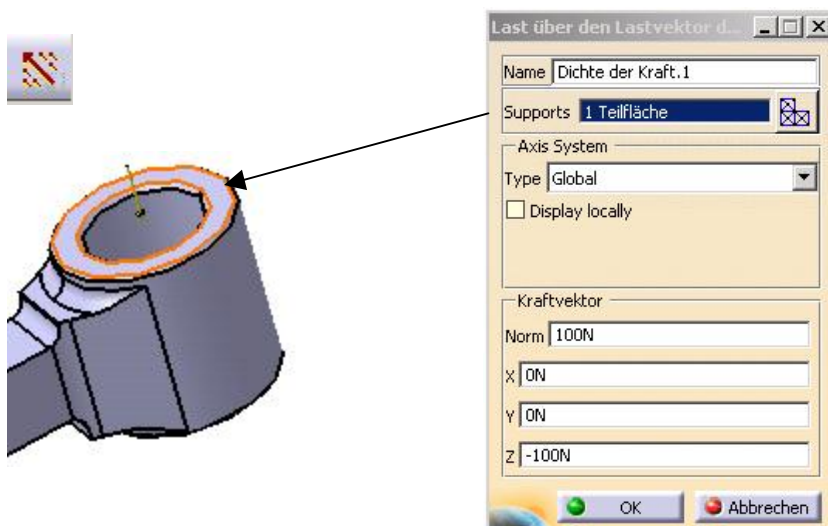 Last über den Lastvektor d...
Name Dichte der Kraft.1
Supports 1 Teilfläche
Axis System
Type Global
Display locally
Kraftvektor
Norm 100N
X 0N
Y 0N
Z -100N
OK Abbrechen